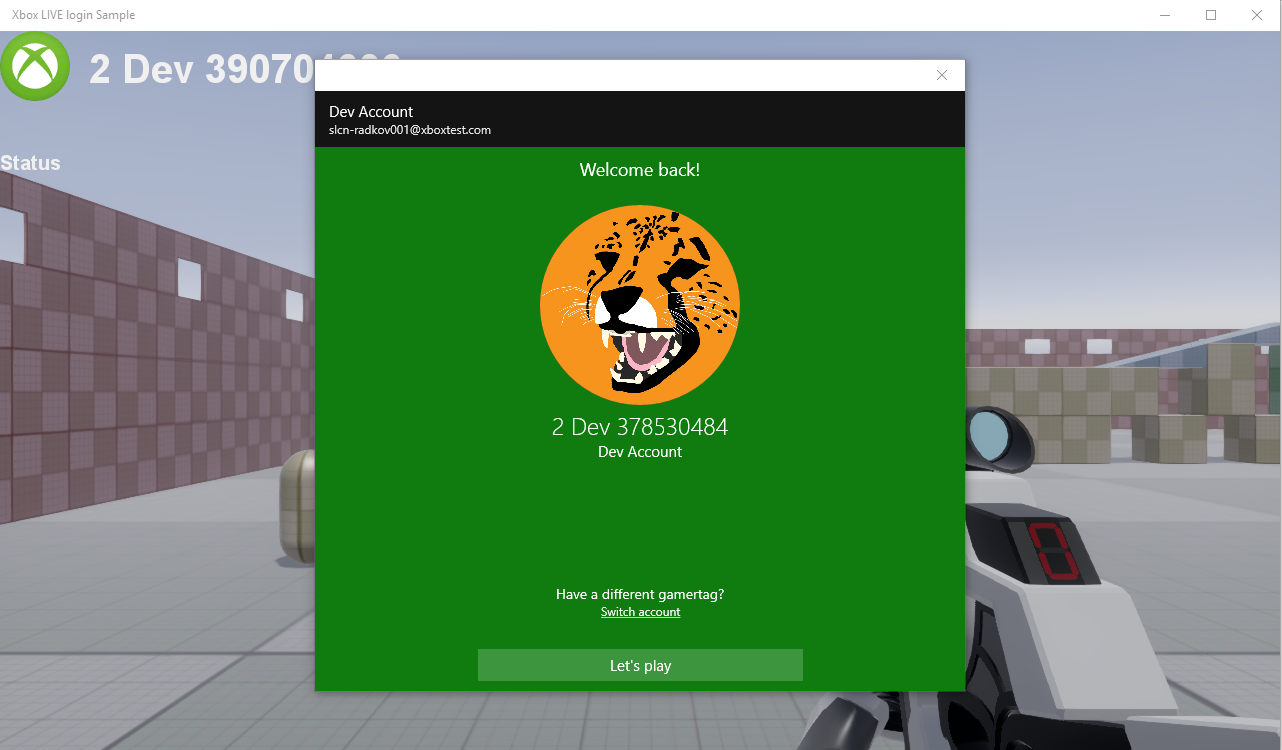 Xbox LIVE login Sample
2 Dev 390704
Status
Dev Account
slcn-radkov001@xboxtest.com
Welcome back!
2 Dev 378530484
Dev Account
Have a different gamertag?
Switch account
Let's play
0